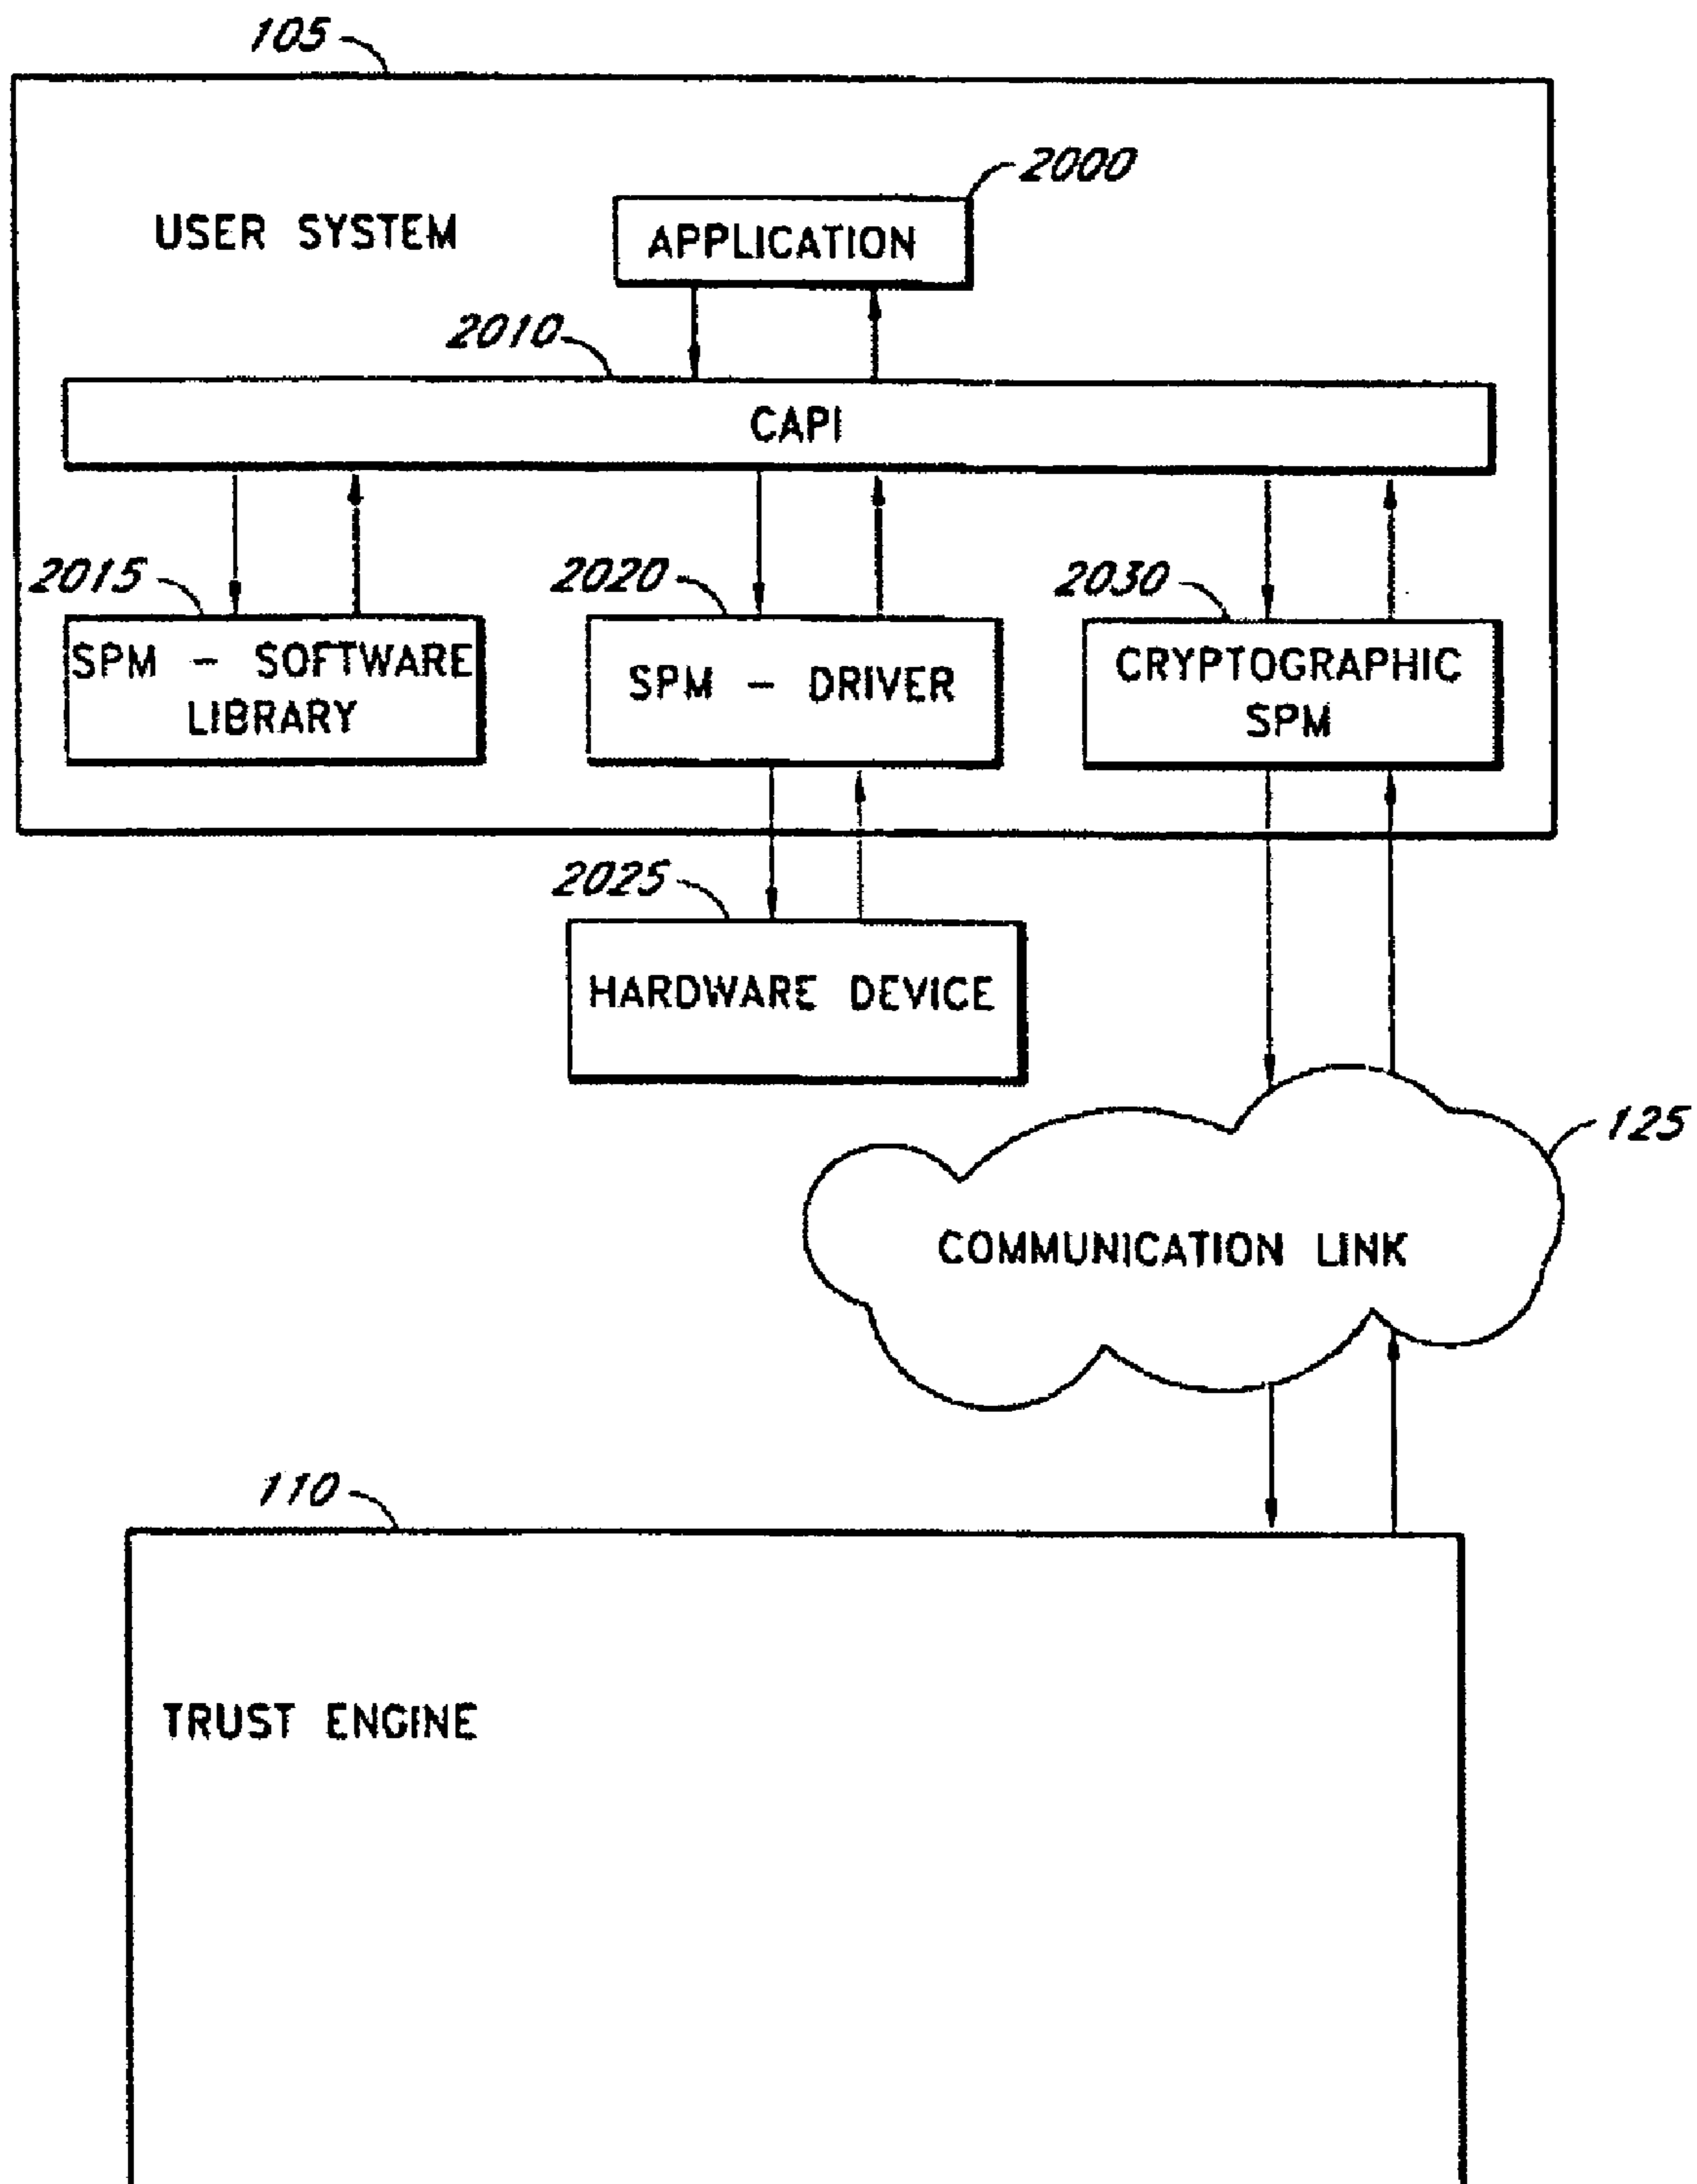 105
2000
USER SYSTEM
APPLICATION
2010
CAPI
2015
2020
2030
SPM - SOFTWARE
LIBRARY
SPM - DRIVER
CRYPTOGRAPHIC
SPM
2025
HARDWARE DEVICE
125
COMMUNICATION LINK
110
TRUST ENGINE